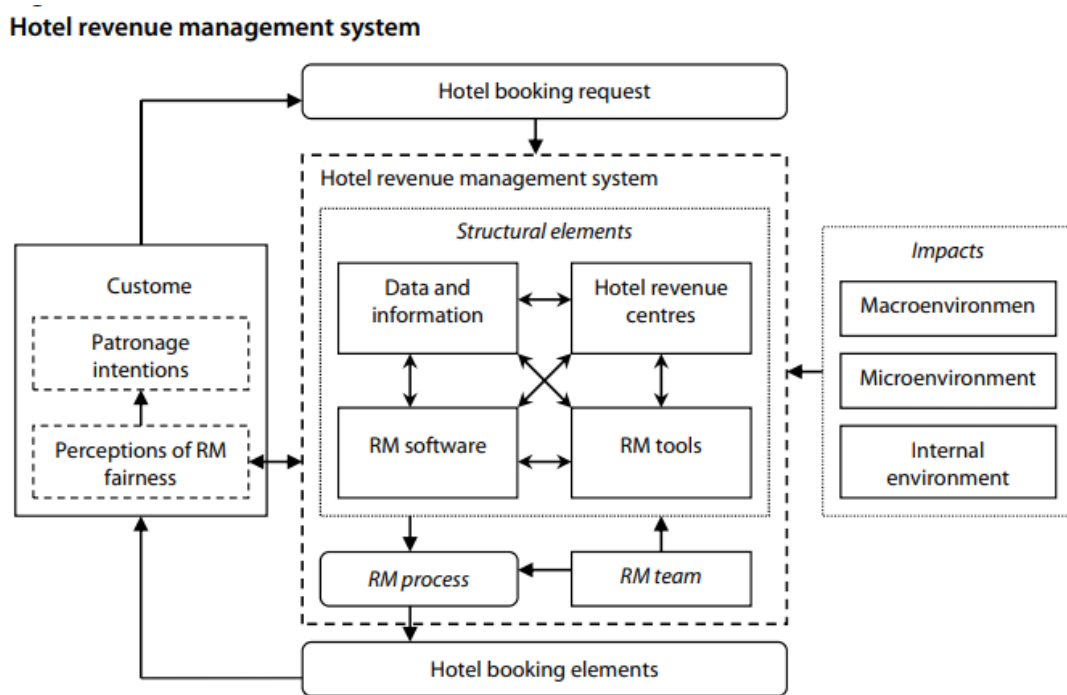 Hotel revenue management system
Hotel booking request
Hotel revenue management system
Structural elements
Impacts
Custome
Data and
information
Hotel revenue
centres
Macroenvironmen
Patronage
intentions
Microenvironment
Perceptions of RM
fairness
RM software
RM tools
Internal
environment
RM process
RM team
Hotel booking elements